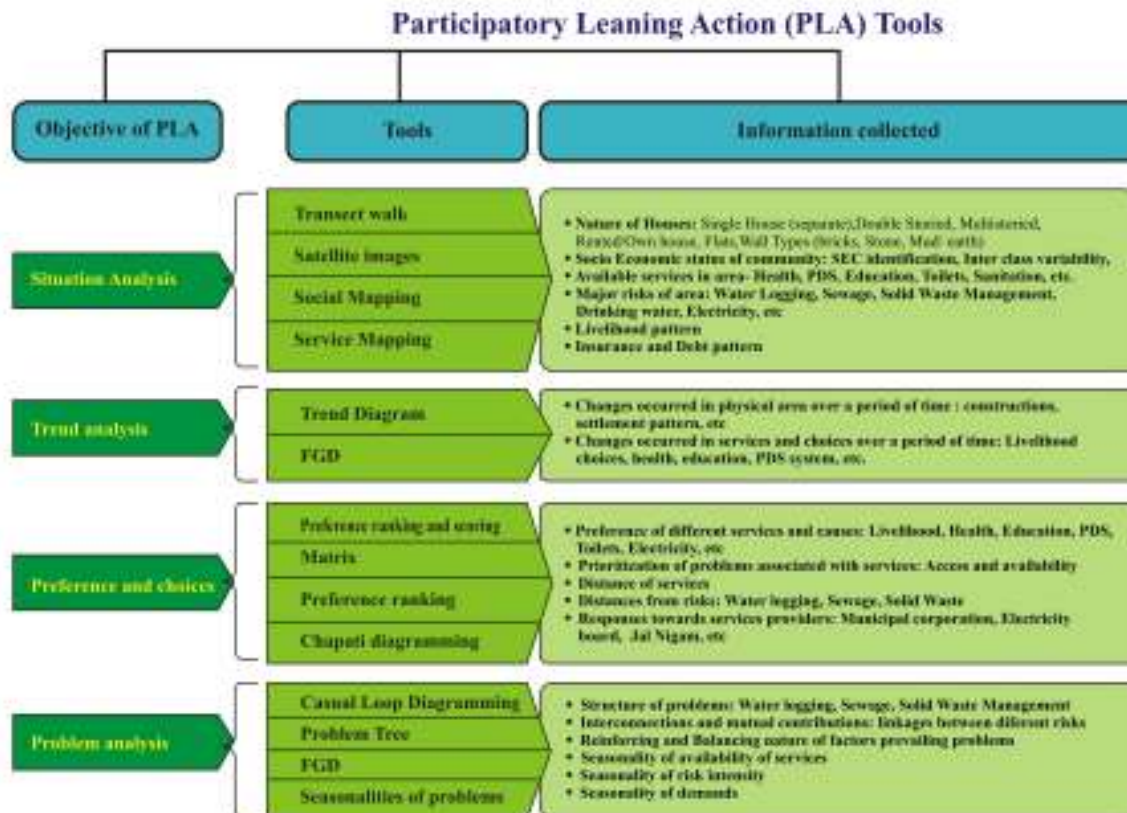 Participatory Leaning Action (PLA) Tools
Objective of PLA
Tools
Information collected
Situation Analysis
Transect walk
Satellite images
Social Mapping
Service Mapping
• Nature of Houses: Single House (separate),Double Storied, Multistoried,
Rented/Own house, Flats,Wall Types (bricks, Stone, Mud/ earth)
• Socio Economic status of community: SEC identification, Inter class variability,
• Available services in area- Health, PDS, Education, Toilets, Sanitation, etc.
• Major risks of area: Water Logging, Sewage, Solid Waste Management,
Drinking water, Electricity, etc
• Livelihood pattern
• Insurance and Debt pattern
Trend analysis
Trend Diagram
FGD
• Changes occurred in physical area over a period of time : constructions,
settlement pattern, etc
• Changes occurred in services and choices over a period of time: Livelihood
choices, health, education, PDS system, etc.
Preference and choices
Preference ranking and scoring
Matrix
Preference ranking
Chapati diagramming
• Preference of different services and causes: Livelihood, Health, Education, PDS,
Toilets, Electricity, etc
• Prioritization of problems associated with services: Access and availability
• Distance of services
• Distances from risks: Water logging, Sewage, Solid Waste
• Responses towards services providers: Municipal corporation, Electricity
board, Jal Nigam, etc
Problem analysis
Casual Loop Diagramming
Problem Tree
FGD
Seasonalities of problems
• Structure of problems: Water logging, Sewage, Solid Waste Management
• Interconnections and mutual contributions: linkages between diferent risks
• Reinforcing and Balancing nature of factors prevailing problems
• Seasonality of availability of services
• Seasonality of risk intensity
• Seasonality of demands